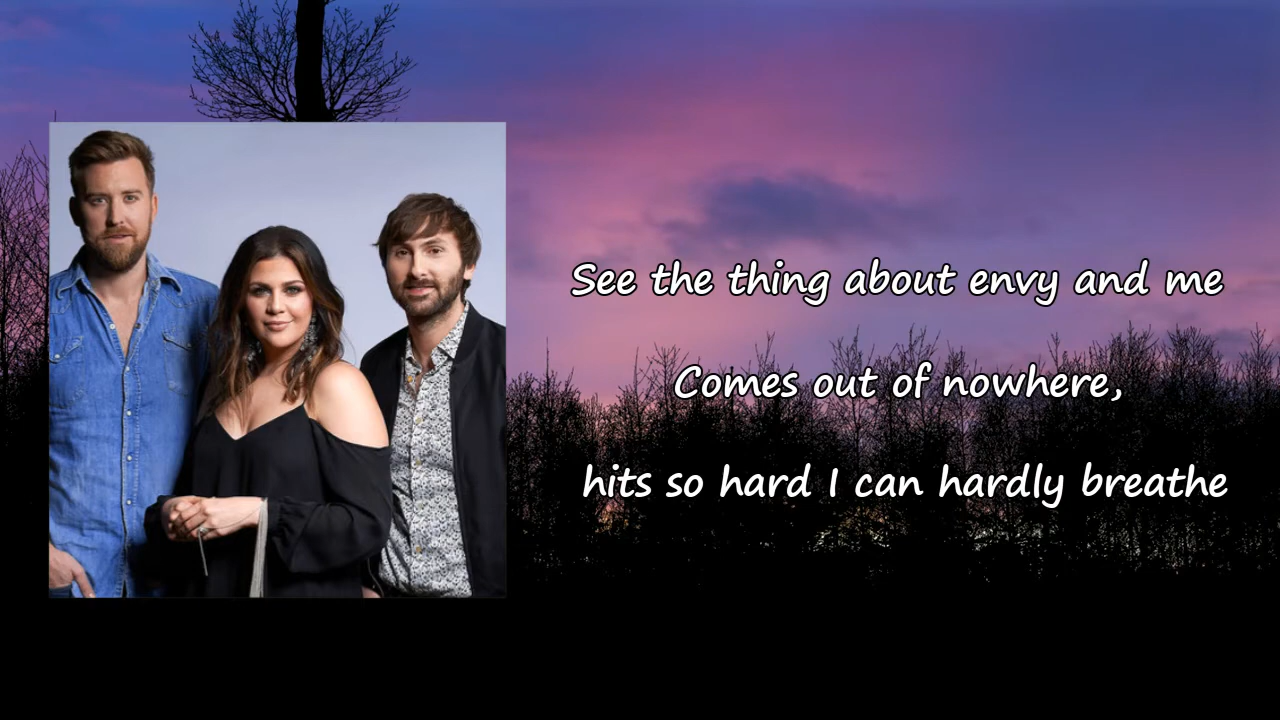 See the thing about envy and me
Comes out of nowhere,
hits so hard I can hardly breathe